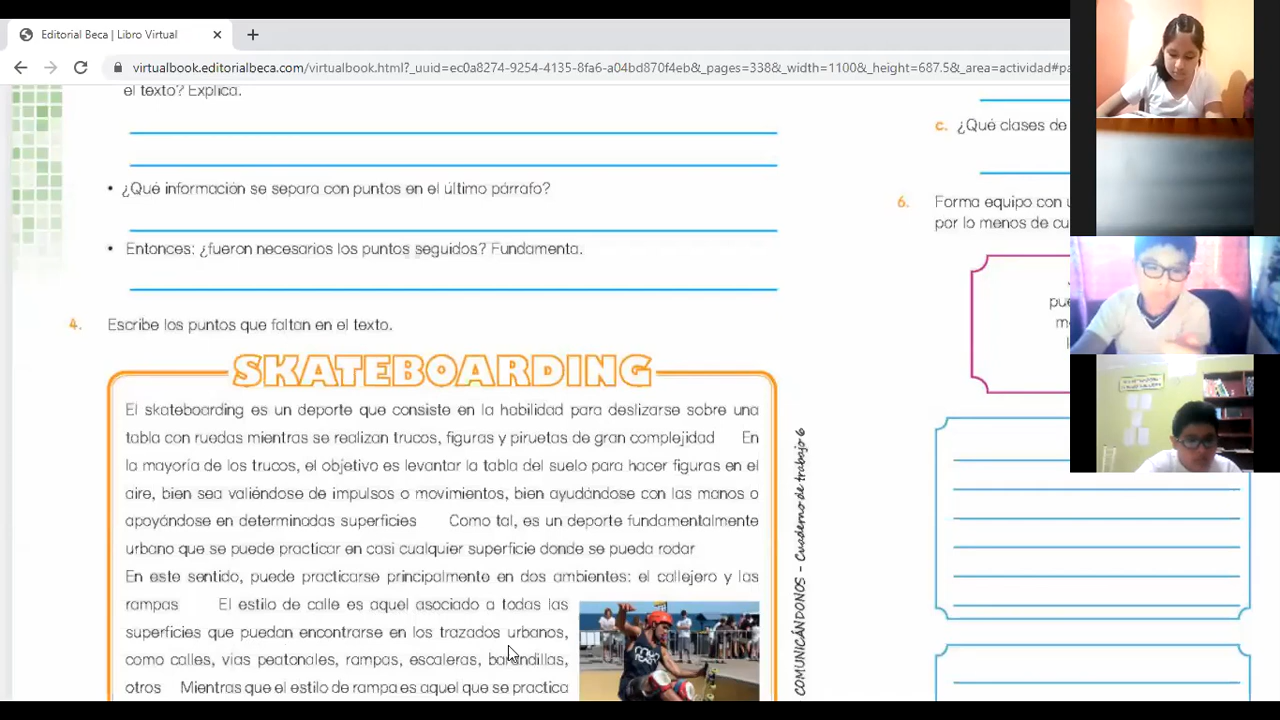 Editorial Beca | Libro Virtual
virtualbook.editorialbeca.com/virtualbook.html?_uuid=ec0a8274-9254-4135-8fa6-a04bd870f4eb&_pages=338&_width=1100&_height=687.5&_area=actividad#pa
el texto? Explica.
• ¿Qué información se separa con puntos en el último párrafo?
• Entonces: ¿fueron necesarios los puntos seguidos? Fundamenta.
4. Escribe los puntos que faltan en el texto.
SKATEBOARDING
El skateboarding es un deporte que consiste en la habilidad para deslizarse sobre una
tabla con ruedas mientras se realizan trucos, figuras y piruetas de gran complejidad En
la mayoría de los trucos, el objetivo es levantar la tabla del suelo para hacer figuras en el
aire, bien sea valiéndose de impulsos o movimientos, bien ayudándose con las manos o
apoyándose en determinadas superficies Como tal, es un deporte fundamentalmente
urbano que se puede practicar en casi cualquier superficie donde se pueda rodar
En este sentido, puede practicarse principalmente en dos ambientes: el callejero y las
rampas El estilo de calle es aquel asociado a todas las
superficies que puedan encontrarse en los trazados urbanos,
como calles, vías peatonales, rampas, escaleras, barandillas,
otros Mientras que el estilo de rampa es aquel que se practica
COMUNICÁNDONOS - Cuaderno de trabajo 6
c. ¿Qué clases de
6. Forma equipo con
por lo menos de cu